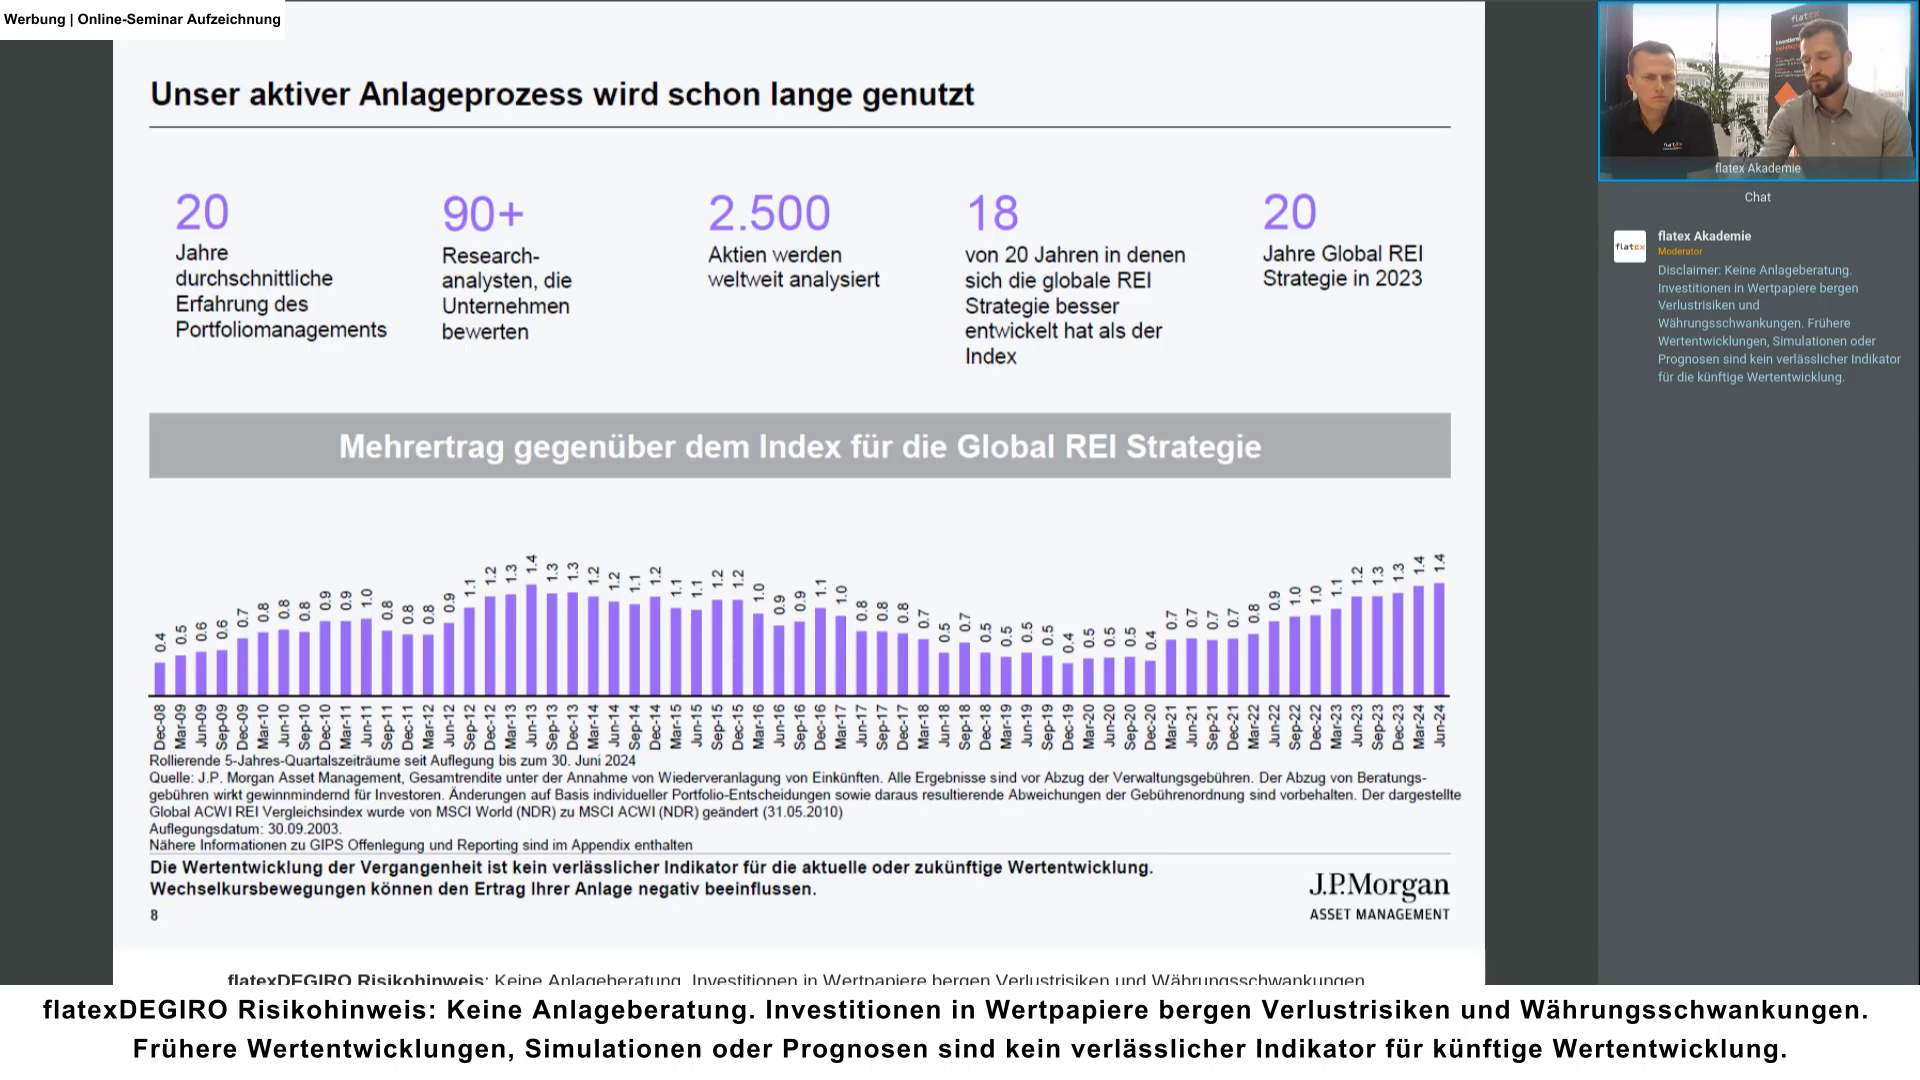 Werbung | Online-Seminar Aufzeichnung
Unser aktiver Anlageprozess wird schon lange genutzt
20
Jahre
durchschnittliche
Erfahrung des
Portfoliomanagements
90+
Research-
analysten, die
Unternehmen
bewerten
2.500
Aktien werden
weltweit analysiert
18
von 20 Jahren in denen
sich die globale REI
Strategie besser
entwickelt hat als der
Index
20
Jahre Global REI
Strategie in 2023
Mehrertrag gegenüber dem Index für die Global REI Strategie
0.4 0.5 0.6 0.6 0.7 0.8 0.8 0.8 0.9 0.9 1.0 0.8 0.8 0.8 0.9 1.1 1.2 1.3 1.4 1.3 1.3 1.2 1.2 1.1 1.2 1.1 1.1 1.2 1.2 1.0 0.9 0.9 1.1 1.0 0.8 0.8 0.8 0.7 0.5 0.7 0.5 0.5 0.5 0.5 0.4 0.5 0.5 0.5 0.4 0.7 0.7 0.7 0.7 0.8 0.9 1.0 1.0 1.1 1.2 1.3 1.3 1.4 1.4
Dec-08 Mar-09 Jun-09 Sep-09 Dec-09 Mar-10 Jun-10 Sep-10 Dec-10 Mar-11 Jun-11 Sep-11 Dec-11 Mar-12 Jun-12 Sep-12 Dec-12 Mar-13 Jun-13 Sep-13 Dec-13 Mar-14 Jun-14 Sep-14 Dec-14 Mar-15 Jun-15 Sep-15 Dec-15 Mar-16 Jun-16 Sep-16 Dec-16 Mar-17 Jun-17 Sep-17 Dec-17 Mar-18 Jun-18 Sep-18 Dec-18 Mar-19 Jun-19 Sep-19 Dec-19 Mar-20 Jun-20 Sep-20 Dec-20 Mar-21 Jun-21 Sep-21 Dec-21 Mar-22 Jun-22 Sep-22 Dec-22 Mar-23 Jun-23 Sep-23 Dec-23 Mar-24 Jun-24
Rollierende 5-Jahres-Quartalszeiträume seit Auflegung bis zum 30. Juni 2024
Quelle: J.P. Morgan Asset Management, Gesamtrendite unter der Annahme von Wiederveranlagung von Einkünften. Alle Ergebnisse sind vor Abzug der Verwaltungsgebühren. Der Abzug von Beratungs-
gebühren wirkt gewinnmindernd für Investoren. Änderungen auf Basis individueller Portfolio-Entscheidungen sowie daraus resultierende Abweichungen der Gebührenordnung sind vorbehalten. Der dargestellte
Global ACWI REI Vergleichsindex wurde von MSCI World (NDR) zu MSCI ACWI (NDR) geändert (31.05.2010)
Auflegungsdatum: 30.09.2003.
Nähere Informationen zu GIPS Offenlegung und Reporting sind im Appendix enthalten
Die Wertentwicklung der Vergangenheit ist kein verlässlicher Indikator für die aktuelle oder zukünftige Wertentwicklung.
Wechselkursbewegungen können den Ertrag Ihrer Anlage negativ beeinflussen.
8
J.P.Morgan
ASSET MANAGEMENT
flatexDEGIRO Risikohinweis: Keine Anlageberatung. Investitionen in Wertpapiere bergen Verlustrisiken und Währungsschwankungen.
flatex
flatex
flatex Akademie
Chat
flatex
flatex Akademie
Moderator
Disclaimer: Keine Anlageberatung.
Investitionen in Wertpapiere bergen
Verlustrisiken und
Währungsschwankungen. Frühere
Wertentwicklungen, Simulationen oder
Prognosen sind kein verlässlicher Indikator
für die künftige Wertentwicklung.
flatexDEGIRO Risikohinweis: Keine Anlageberatung. Investitionen in Wertpapiere bergen Verlustrisiken und Währungsschwankungen.
Frühere Wertentwicklungen, Simulationen oder Prognosen sind kein verlässlicher Indikator für künftige Wertentwicklung.